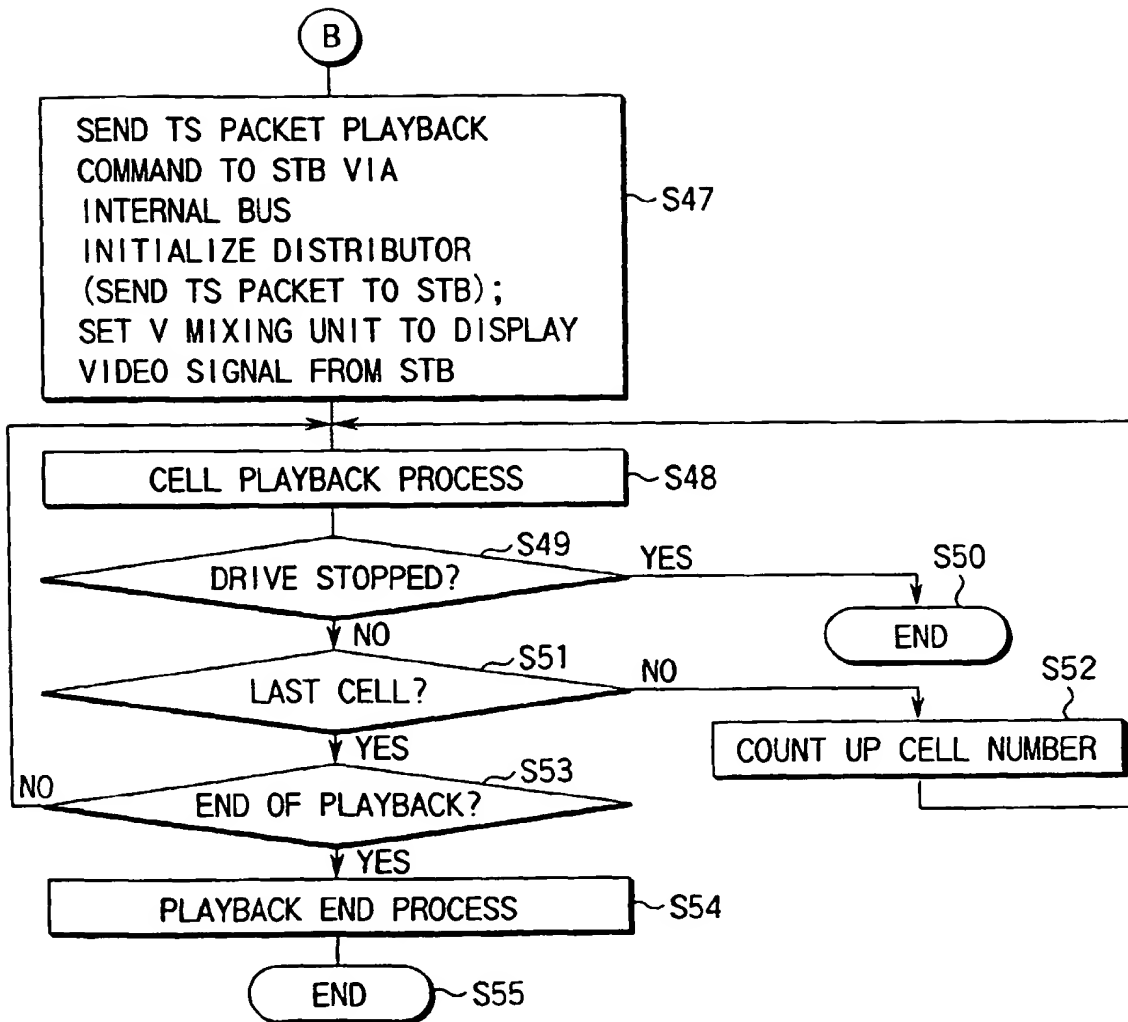 B
SEND TS PACKET PLAYBACK
COMMAND TO STB VIA
INTERNAL BUS
INITIALIZE DISTRIBUTOR
(SEND TS PACKET TO STB);
SET V MIXING UNIT TO DISPLAY
VIDEO SIGNAL FROM STB
S47
CELL PLAYBACK PROCESS
S48
S49
DRIVE STOPPED?
YES
S50
END
NO
S51
LAST CELL?
NO
S52
COUNT UP CELL NUMBER
YES
S53
NO
END OF PLAYBACK?
YES
PLAYBACK END PROCESS
S54
END
S55